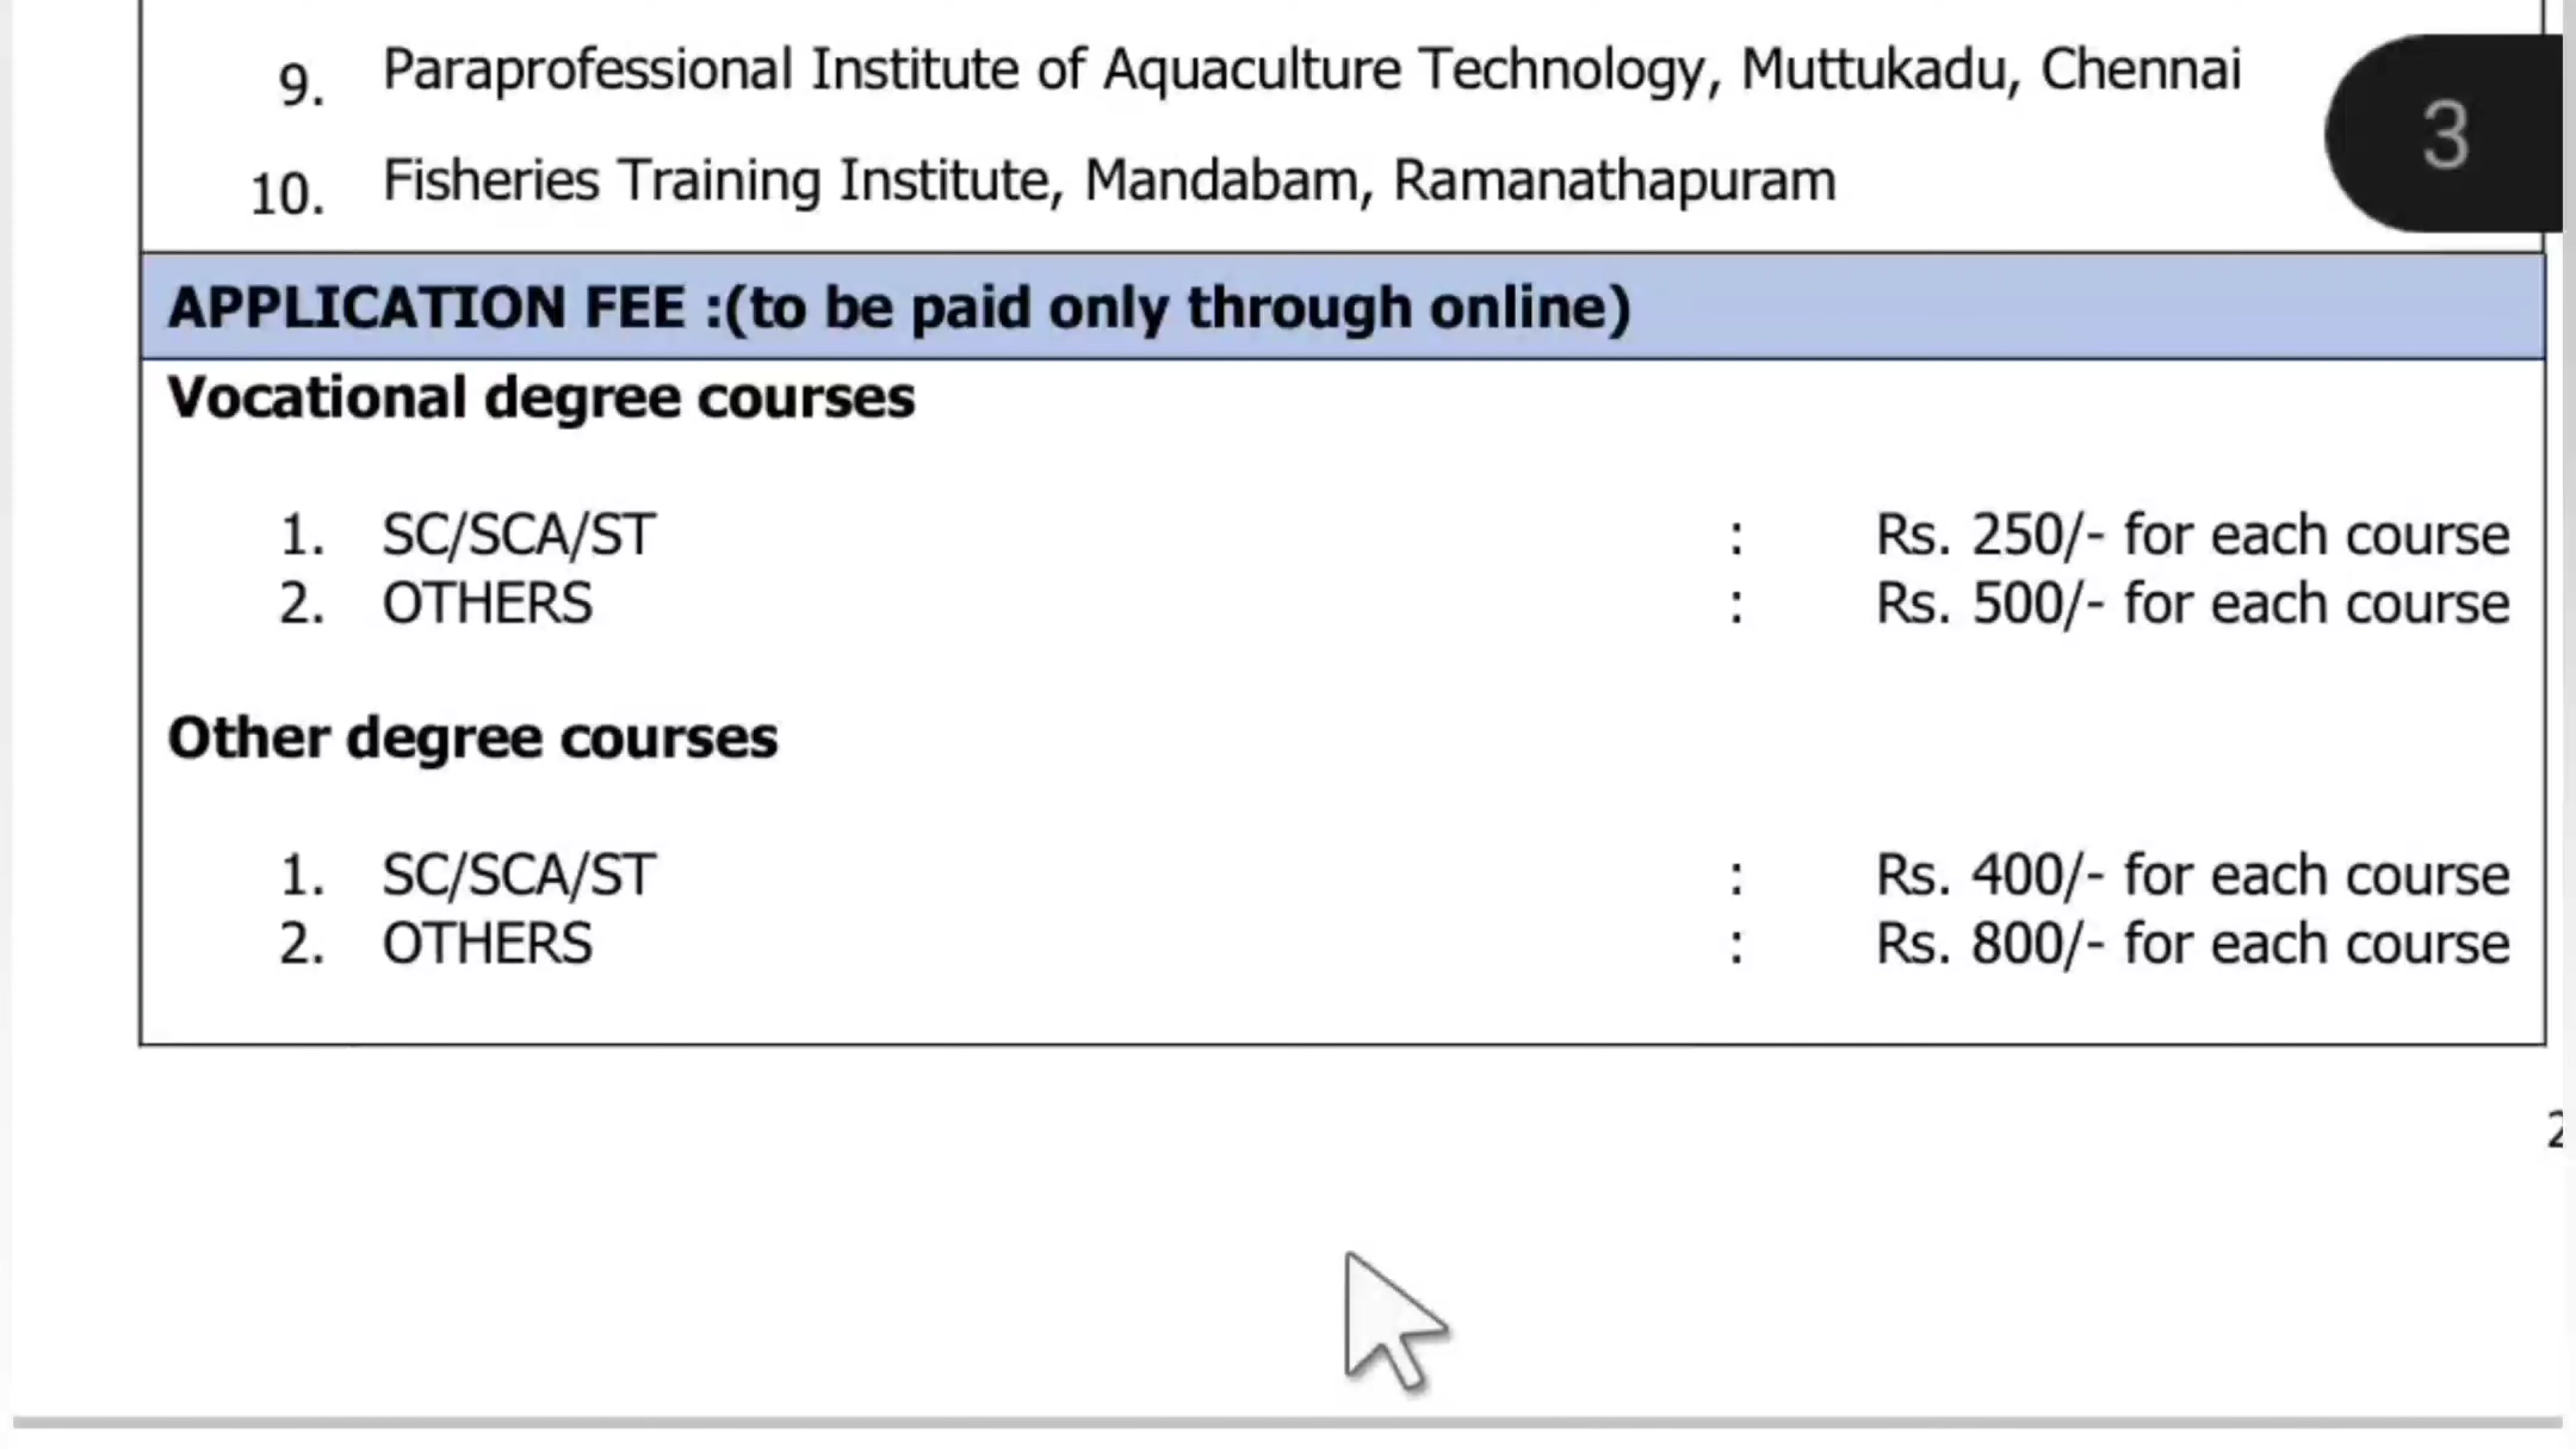 9. Paraprofessional Institute of Aquaculture Technology, Muttukadu, Chennai
3
10. Fisheries Training Institute, Mandabam, Ramanathapuram
APPLICATION FEE :(to be paid only through online)
Vocational degree courses
1. SC/SCA/ST : Rs. 250/- for each course
2. OTHERS : Rs. 500/- for each course
Other degree courses
1. SC/SCA/ST : Rs. 400/- for each course
2. OTHERS : Rs. 800/- for each course
2